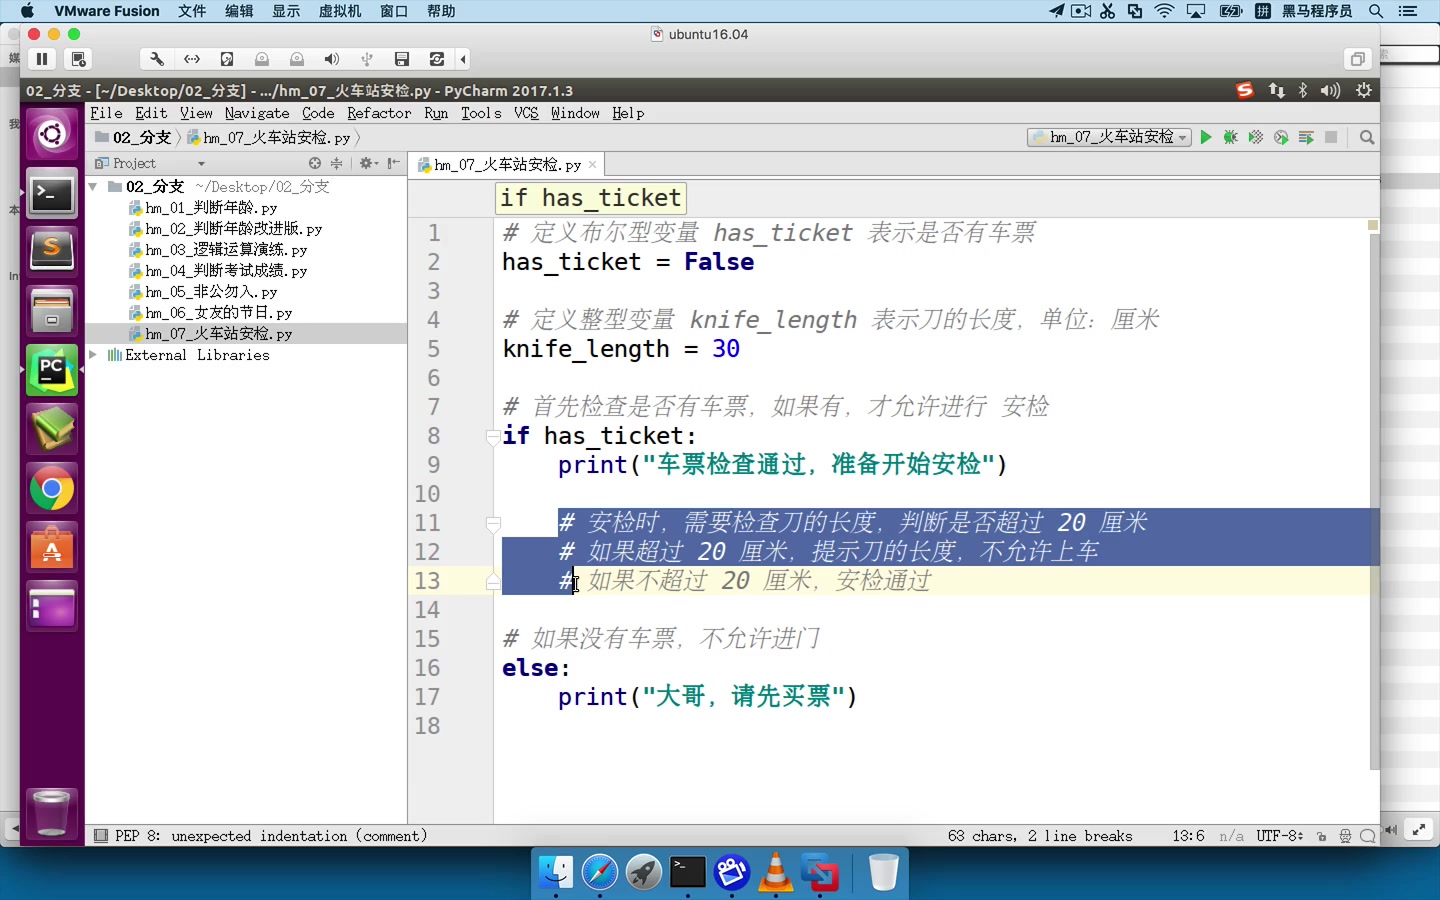 VMware Fusion 文件 编辑 显示 虚拟机 窗口 帮助 拼 黑马程序员
ubuntu16.04
02_分支 - [~/Desktop/02_分支] - .../hm_07_火车站安检.py - PyCharm 2017.1.3
File Edit View Navigate Code Refactor Run Tools VCS Window Help
02_分支 hm_07_火车站安检.py hm_07_火车站安检
Project hm_07_火车站安检.py
02_分支 ~/Desktop/02_分支
hm_01_判断年龄.py
hm_02_判断年龄改进版.py
hm_03_逻辑运算演练.py
hm_04_判断考试成绩.py
hm_05_非公勿入.py
hm_06_女友的节日.py
hm_07_火车站安检.py
External Libraries
if has_ticket
1 # 定义布尔型变量 has_ticket 表示是否有车票
2 has_ticket = False
3
4 # 定义整型变量 knife_length 表示刀的长度，单位：厘米
5 knife_length = 30
6
7 # 首先检查是否有车票，如果有，才允许进行 安检
8 if has_ticket:
9 print("车票检查通过，准备开始安检")
10
11 # 安检时，需要检查刀的长度，判断是否超过 20 厘米
12 # 如果超过 20 厘米，提示刀的长度，不允许上车
13 # 如果不超过 20 厘米，安检通过
14
15 # 如果没有车票，不允许进门
16 else:
17 print("大哥，请先买票")
18
PEP 8: unexpected indentation (comment) 63 chars, 2 line breaks 13:6 n/a UTF-8